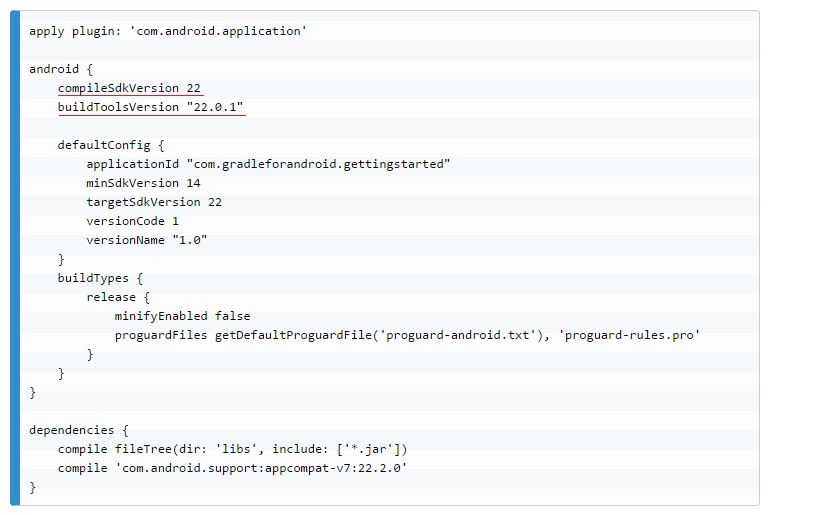 apply plugin: 'com.android.application'
android {
compileSdkVersion 22
buildToolsVersion "22.0.1"
defaultConfig {
applicationId "com.gradleforandroid.gettingstarted"
minSdkVersion 14
targetSdkVersion 22
versionCode 1
versionName "1.0"
}
buildTypes {
release {
minifyEnabled false
proguardFiles getDefaultProguardFile('proguard-android.txt'), 'proguard-rules.pro'
}
}
}
dependencies {
compile fileTree(dir: 'libs', include: ['*.jar'])
compile 'com.android.support:appcompat-v7:22.2.0'
}